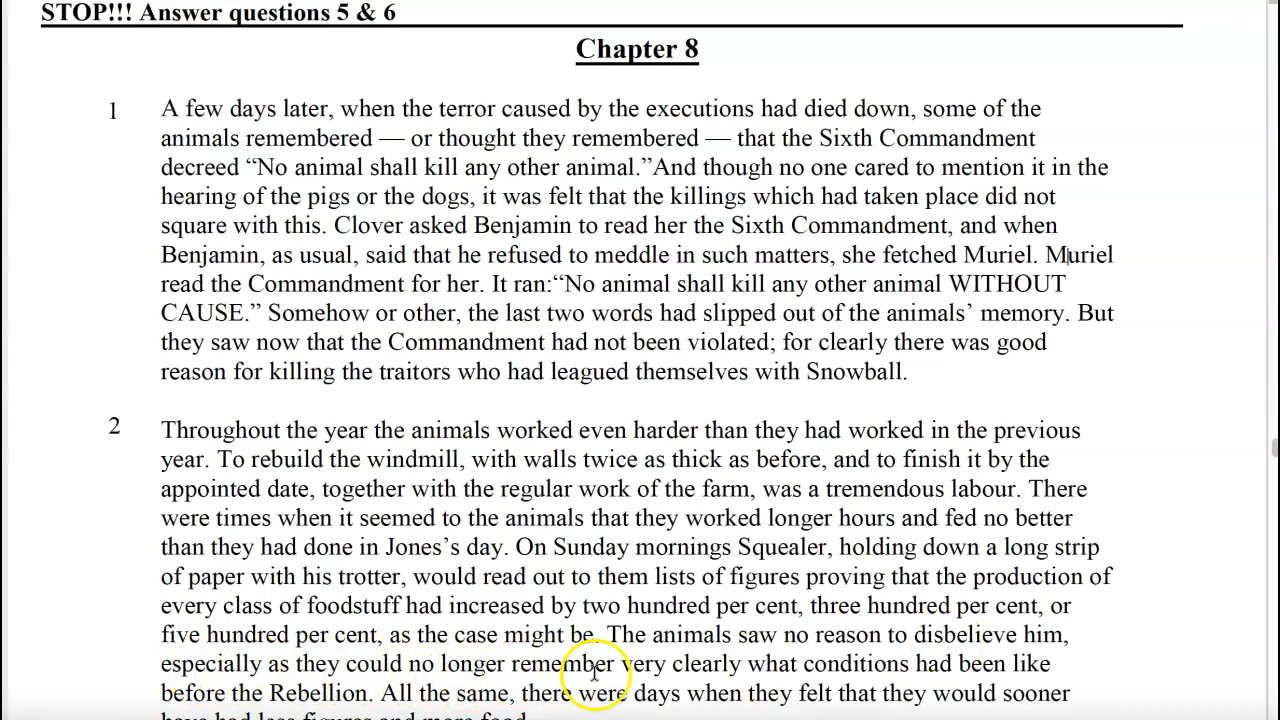 STOP!!! Answer questions 5 & 6
Chapter 8
1 A few days later, when the terror caused by the executions had died down, some of the
animals remembered — or thought they remembered — that the Sixth Commandment
decreed “No animal shall kill any other animal.”And though no one cared to mention it in the
hearing of the pigs or the dogs, it was felt that the killings which had taken place did not
square with this. Clover asked Benjamin to read her the Sixth Commandment, and when
Benjamin, as usual, said that he refused to meddle in such matters, she fetched Muriel. Muriel
read the Commandment for her. It ran:“No animal shall kill any other animal WITHOUT
CAUSE.” Somehow or other, the last two words had slipped out of the animals’ memory. But
they saw now that the Commandment had not been violated; for clearly there was good
reason for killing the traitors who had leagued themselves with Snowball.
2 Throughout the year the animals worked even harder than they had worked in the previous
year. To rebuild the windmill, with walls twice as thick as before, and to finish it by the
appointed date, together with the regular work of the farm, was a tremendous labour. There
were times when it seemed to the animals that they worked longer hours and fed no better
than they had done in Jones’s day. On Sunday mornings Squealer, holding down a long strip
of paper with his trotter, would read out to them lists of figures proving that the production of
every class of foodstuff had increased by two hundred per cent, three hundred per cent, or
five hundred per cent, as the case might be. The animals saw no reason to disbelieve him,
especially as they could no longer remember very clearly what conditions had been like
before the Rebellion. All the same, there were days when they felt that they would sooner
have had less figures and more food.